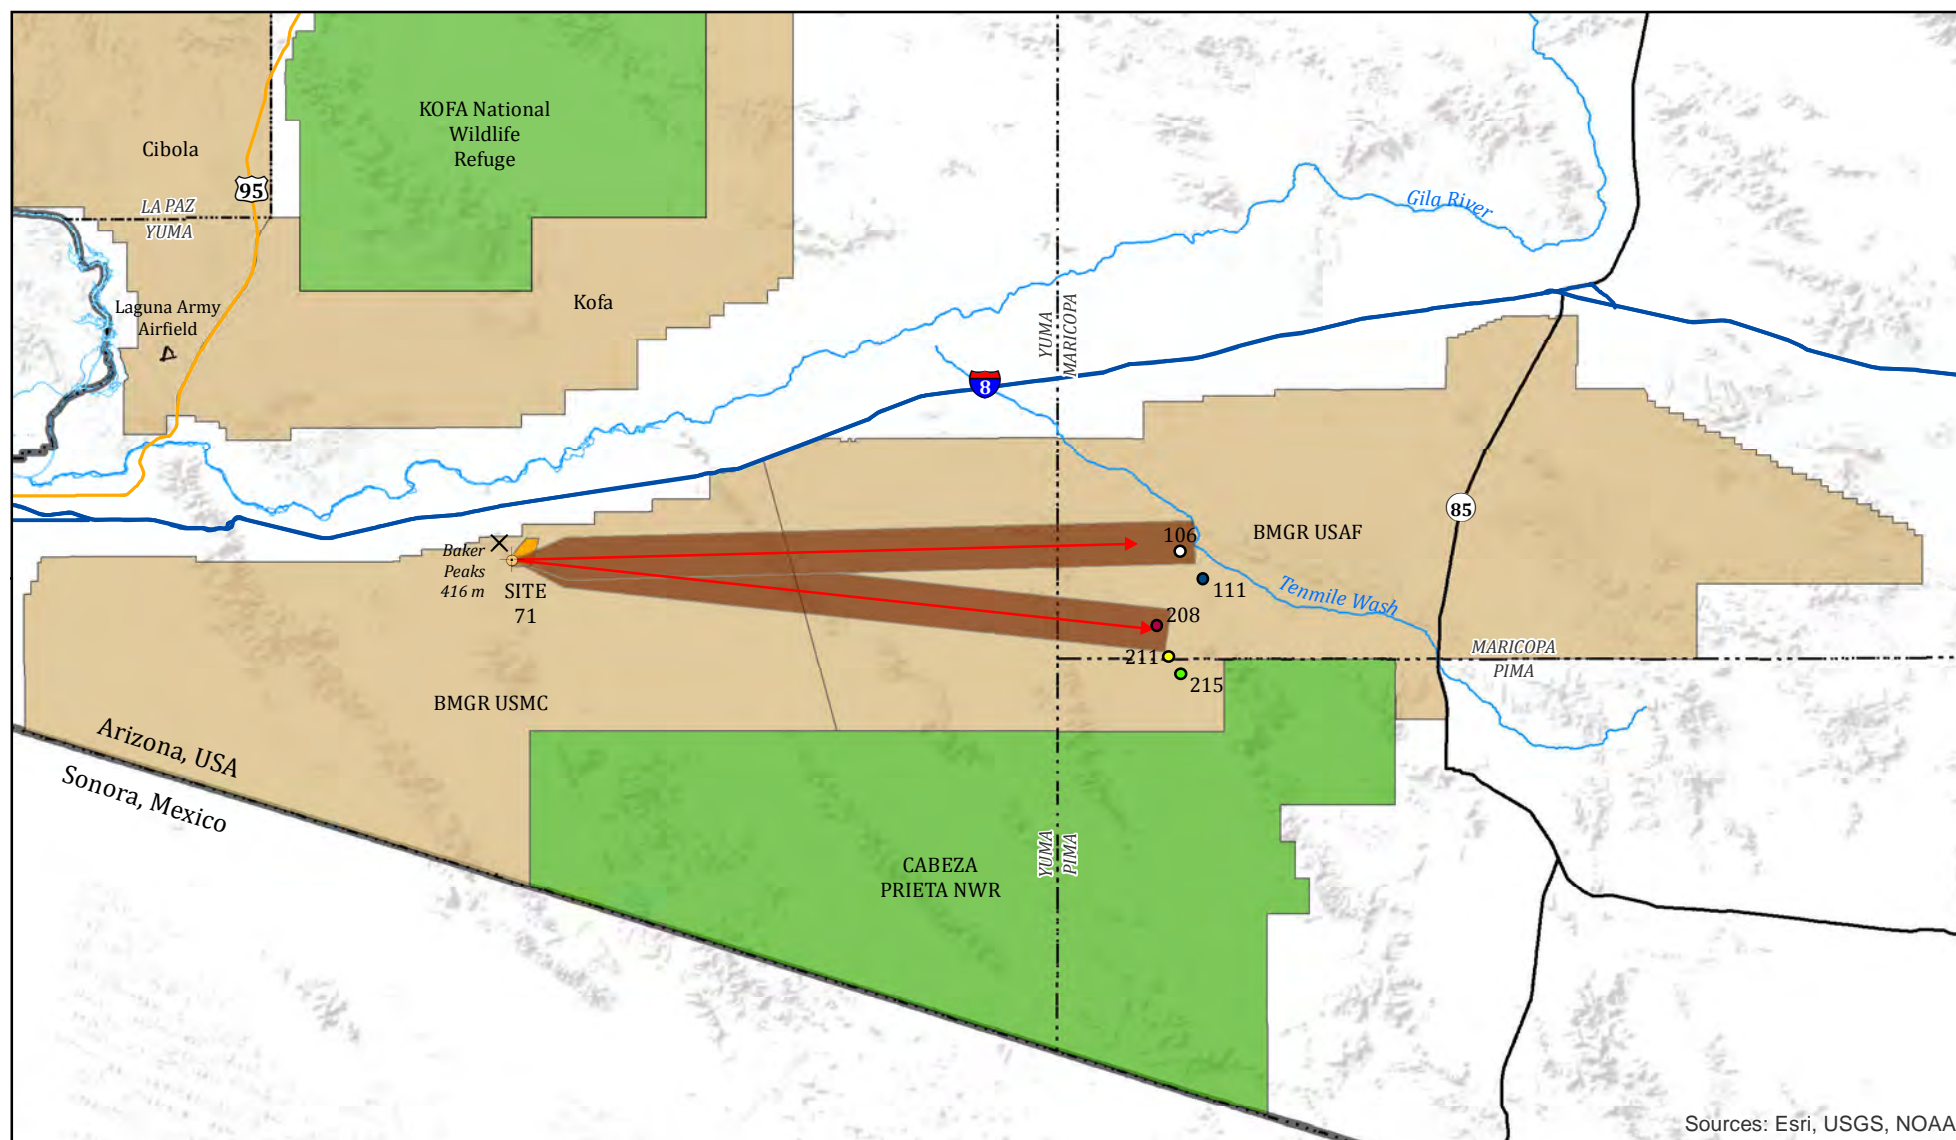 KOFA National
Wildlife
Refuge
Cibola
95
LA PAZ
YUMA
Gila River
Laguna Army
Airfield
Kofa
YUMA
MARICOPA
8
85
BMGR USAF
106
Baker
Peaks
416 m
SITE
71
111
Tenmile Wash
208
211
215
MARICOPA
PIMA
BMGR USMC
Arizona, USA
Sonora, Mexico
YUMA
PIMA
CABEZA
PRIETA NWR
Sources: Esri, USGS, NOAA